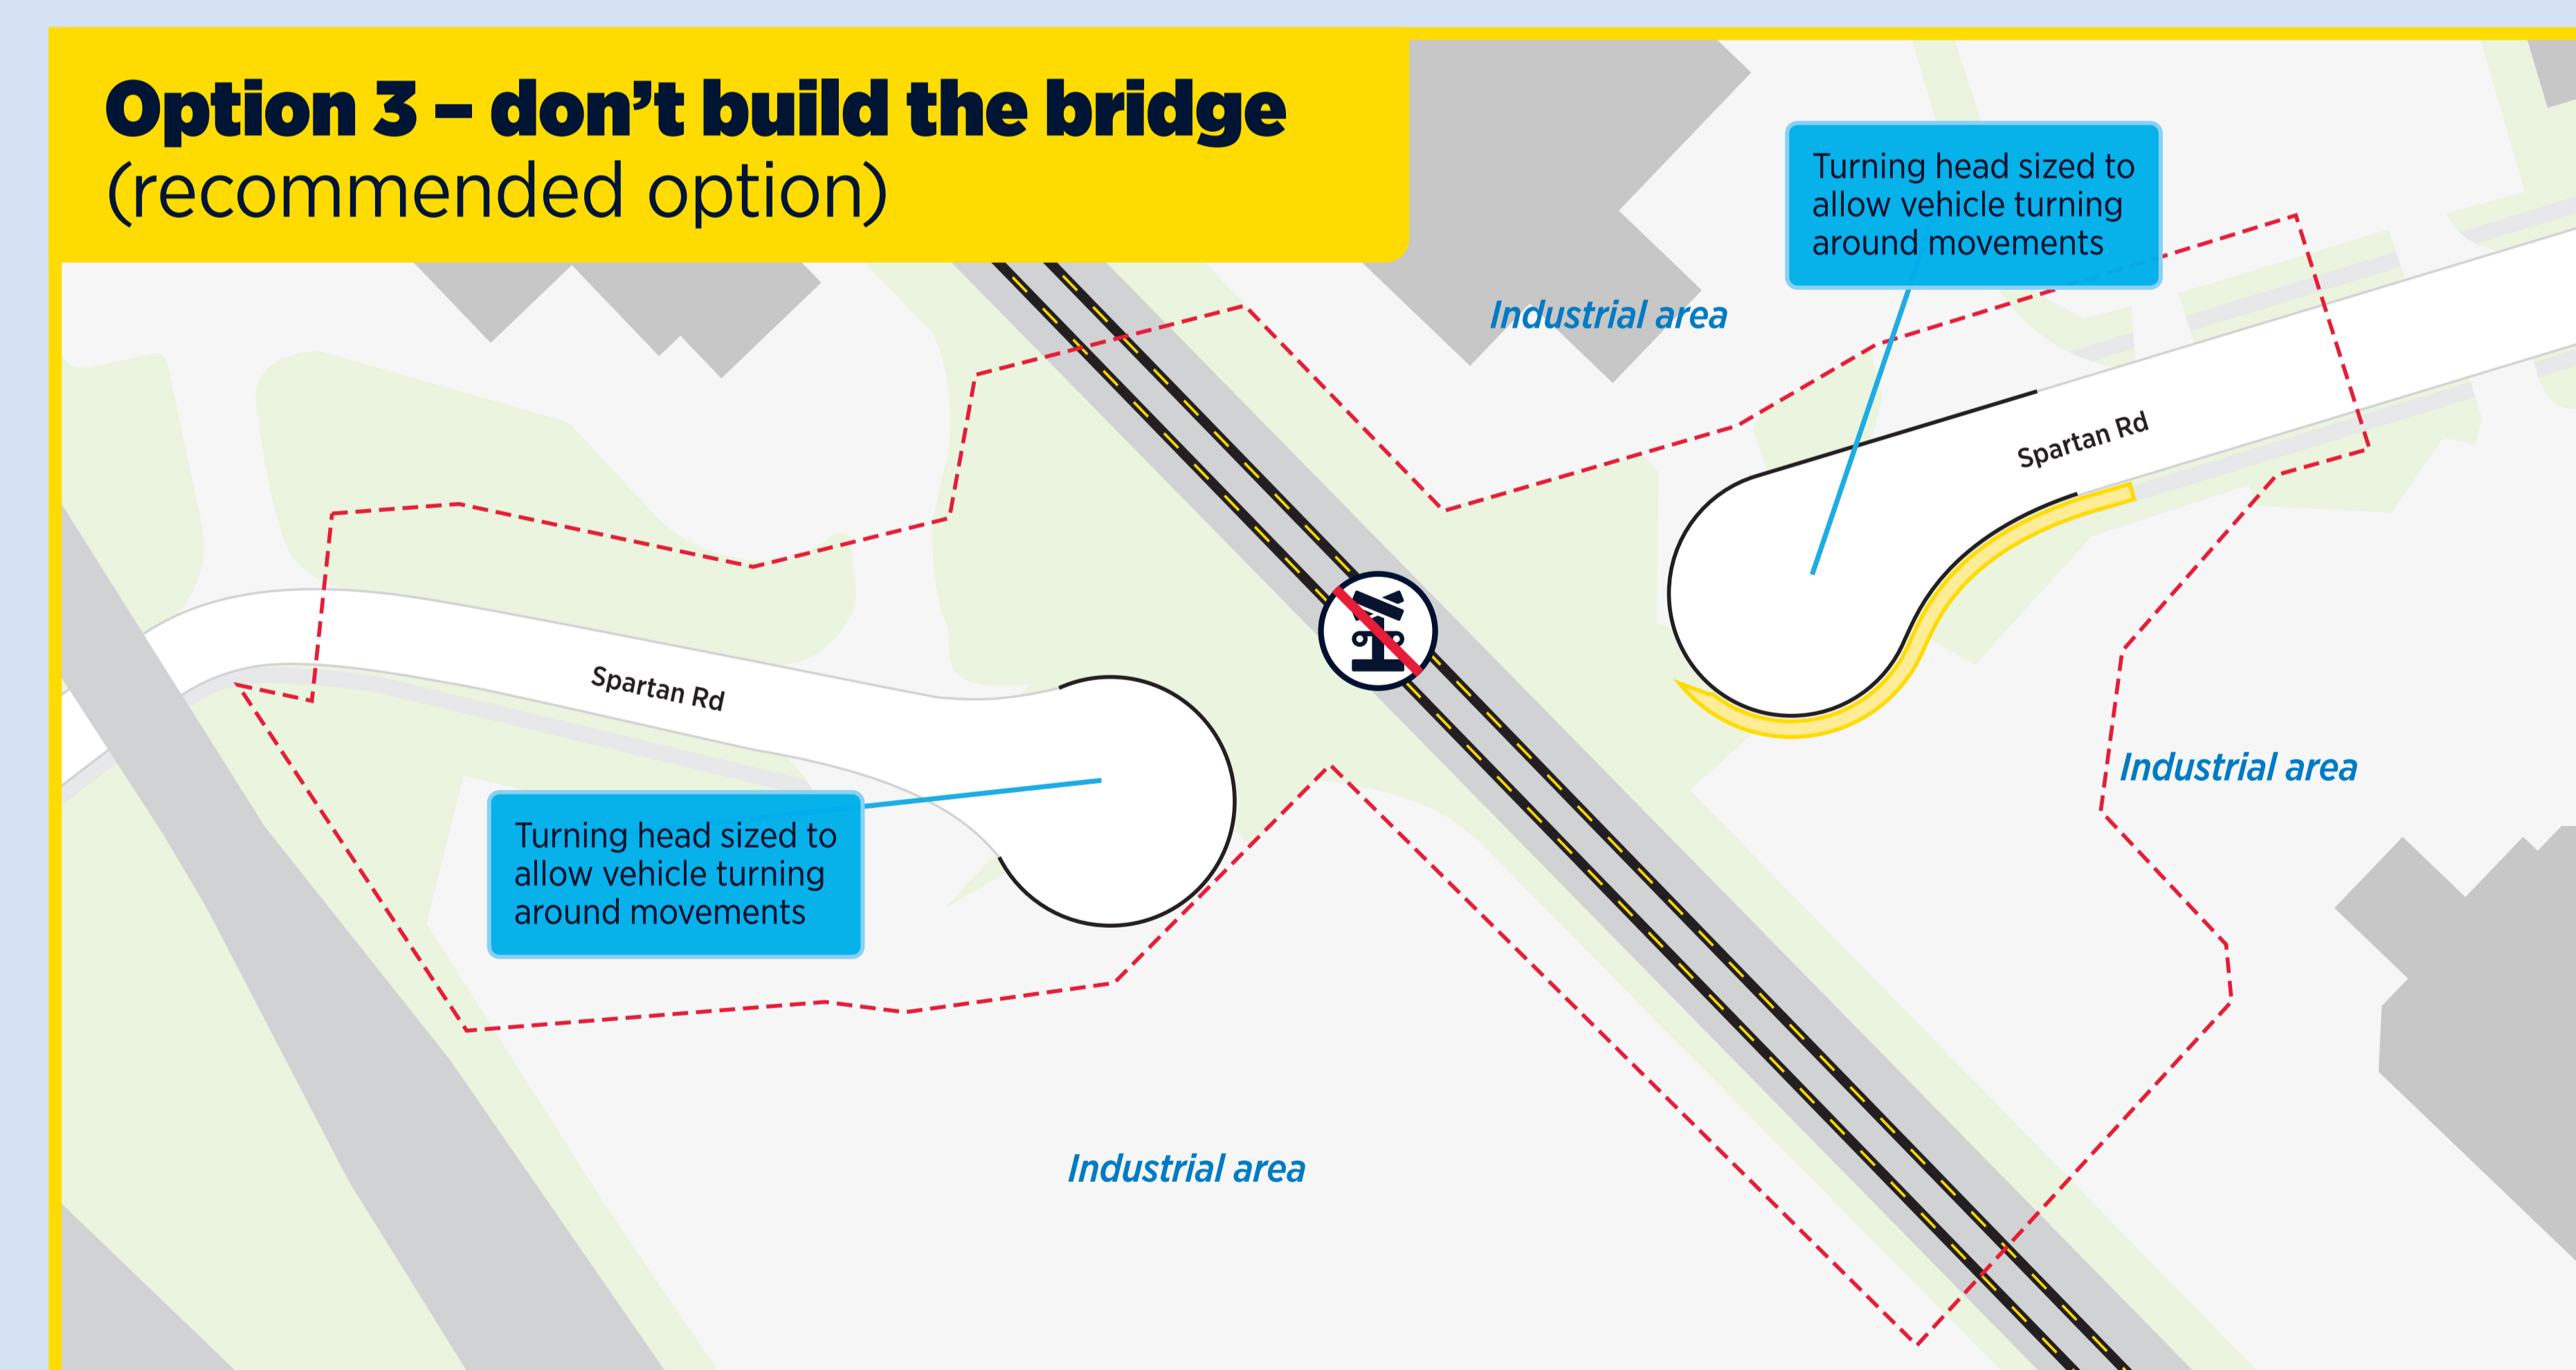 Option 3 – don’t build the bridge
(recommended option)
Turning head sized to
allow vehicle turning
around movements
Industrial area
Spartan Rd
Spartan Rd
Industrial area
Turning head sized to
allow vehicle turning
around movements
Industrial area